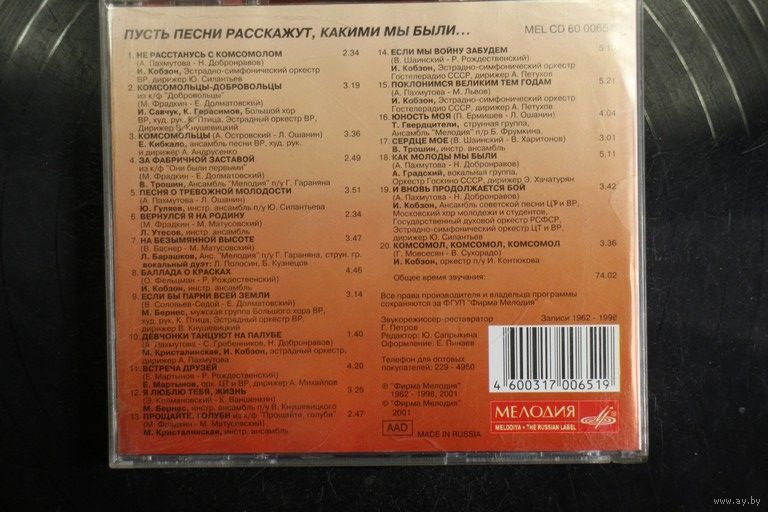 ПУСТЬ ПЕСНИ РАССКАЖУТ, КАКИМИ МЫ БЫЛИ...
MEL CD 60 00651
1. НЕ РАССТАНУСЬ С КОМСОМОЛОМ 2.34
(А. Пахмутова - Н. Добронравов)
И. Кобзон, Эстрадно-симфонический оркестр
ВР, дирижер Ю. Силантьев
2. КОМСОМОЛЬЦЫ-ДОБРОВОЛЬЦЫ 3.19
из к/ф "Добровольцы"
(М. Фрадкин - Е. Долматовский)
И. Савчук, К. Герасимов, Большой хор
ВР, худ. рук. К. Птица, Эстрадный оркестр ВР,
Дирижер В. Кнушевицкий
3. КОМСОМОЛЬЦЫ (А. Островский - Л. Ошанин) 3.36
Е. Кибкало, ансамбль песни ВР, худ. рук.
и дирижер А. Андрусенко
4. ЗА ФАБРИЧНОЙ ЗАСТАВОЙ 2.49
из к/ф "Они были первыми"
(М. Фрадкин - Е. Долматовский)
В. Трошин, Ансамбль "Мелодия" п/у Г. Гараняна
5. ПЕСНЯ О ТРЕВОЖНОЙ МОЛОДОСТИ 3.51
(А. Пахмутова - Л. Ошанин)
Ю. Гуляев, инстр. ансамбль п/у Ю. Силантьева
6. ВЕРНУЛСЯ Я НА РОДИНУ 2.34
(М. Фрадкин - М. Матусовский)
Л. Утесов, инстр. ансамбль
7. НА БЕЗЫМЯННОЙ ВЫСОТЕ 3.47
(В. Баснер - М. Матусовский)
Л. Барашков, Анс. "Мелодия" п/у Г. Гараняна, струн. гр.
вокальный дуэт: Л. Полосин, Б. Кузнецов
8. БАЛЛАДА О КРАСКАХ 4.46
(О. Фельцман - Р. Рождественский)
И. Кобзон, инстр. ансамбль
9. ЕСЛИ БЫ ПАРНИ ВСЕЙ ЗЕМЛИ 3.14
(В. Соловьев-Седой - Е. Долматовский)
М. Бернес, мужская группа Большого хора ВР,
худ. рук. К. Птица, Эстрадный оркестр ВР,
дирижер В. Кнушевицкий
10. ДЕВЧОНКИ ТАНЦУЮТ НА ПАЛУБЕ 1.40
(А. Пахмутова - С. Гребенников, Н. Добронравов)
М. Кристалинская, И. Кобзон, эстрадный оркестр,
дирижер А. Пахмутова
11. ВСТРЕЧА ДРУЗЕЙ 4.20
(Е. Мартынов - Р. Рождественский)
Е. Мартынов, орк. ЦТ и ВР, дирижер А. Михайлов
12. Я ЛЮБЛЮ ТЕБЯ, ЖИЗНЬ 3.25
(Э. Колмановский - К. Ваншенкин)
М. Бернес, инстр. ансамбль п/у В. Кнушевицкого
13. ПРОЩАЙТЕ, ГОЛУБИ из к/ф "Прощайте, голуби" 2.47
(М. Фрадкин - М. Матусовский)
М. Кристалинская, инстр. ансамбль
14. ЕСЛИ МЫ ВОЙНУ ЗАБУДЕМ
(В. Шаинский - Р. Рождественский)
И. Кобзон, Эстрадно-симфонический оркестр
Гостелерадио СССР, дирижер А. Петухов
15. ПОКЛОНИМСЯ ВЕЛИКИМ ТЕМ ГОДАМ 5.21
(А. Пахмутова - М. Львов)
И. Кобзон, Эстрадно-симфонический оркестр
Гостелерадио СССР, дирижер А. Петухов
16. ЮНОСТЬ МОЯ (П. Ермишев - Л. Ошанин) 4.04
Т. Гвердцители, струнная группа,
Ансамбль "Мелодия" п/р Б. Фрумкина.
17. СЕРДЦЕ МОЕ (В. Шаинский - В. Харитонов) 3.01
В. Трошин, инстр. ансамбль
18. КАК МОЛОДЫ МЫ БЫЛИ 5.11
(А. Пахмутова - Н. Добронравов)
А. Градский, вокальная группа,
Оркестр Госкино СССР, дирижер Э. Хачатурян
19. И ВНОВЬ ПРОДОЛЖАЕТСЯ БОЙ 3.42
(А. Пахмутова - Н. Добронравов)
И. Кобзон, Ансамбль советской песни ЦТ и ВР,
Московский хор молодежи и студентов,
Государственный духовой оркестр РСФСР,
Эстрадно-симфонический оркестр ЦТ и ВР,
дирижер Ю. Силантьев
20. КОМСОМОЛ, КОМСОМОЛ, КОМСОМОЛ 3.36
(Г. Мовсесян - В. Сухорадо)
И. Кобзон, оркестр п/у И. Кантюкова
Общее время звучания: 74.02
Все права производителя и владельца программы
сохраняются за ФГУП "Фирма Мелодия"
Звукорежиссер-реставратор Записи 1962 - 1998
Г. Петров
Редактор: Ю. Сапрыкина
Оформление: Е. Пинаев
Телефон для оптовых
покупателей: 229 - 4950
℗ "Фирма Мелодия"
1962 - 1998, 2001
© "Фирма Мелодия"
2001
AAD
MADE IN RUSSIA
4 600317 006519
МЕЛОДИЯ
MELODIYA • THE RUSSIAN LABEL
www.ay.by